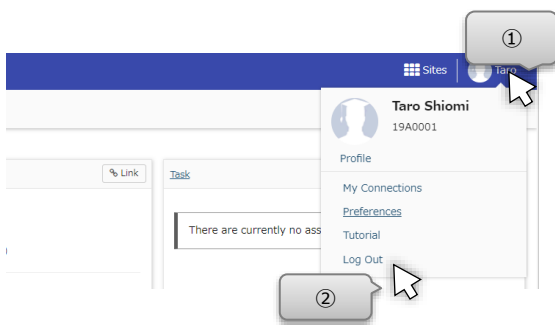 ①
Sites
Taro
Taro Shiomi
19A0001
Profile
Link
Task
My Connections
Preferences
There are currently no ass
Tutorial
Log Out
②